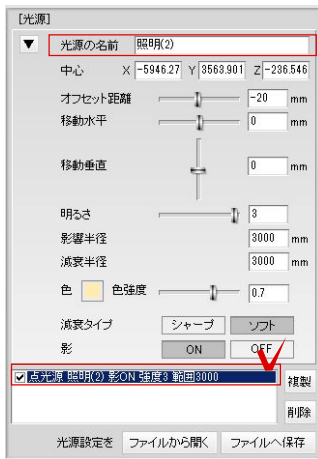 [光源]
▼ 光源の名前 照明(2)
中心 X -5946.27 Y 3563.901 Z -236.546
オフセット距離 -20 mm
移動水平 0 mm
移動垂直 0 mm
明るさ 3
影響半径 3000 mm
減衰半径 3000 mm
色 色強度 0.7
減衰タイプ シャープ ソフト
影 ON OFF
点光源 照明(2) 影ON 強度3 範囲3000
複製
削除
光源設定を ファイルから開く ファイルへ保存